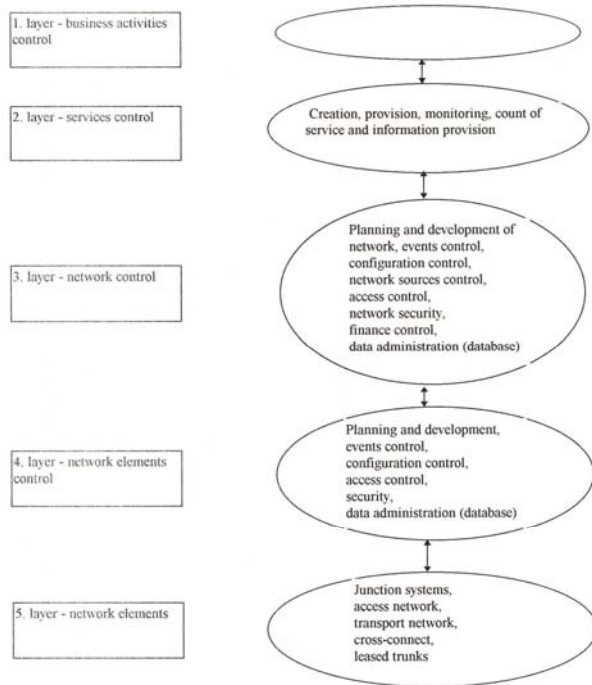 1. layer - business activities
control
2. layer - services control
Creation, provision, monitoring, count of
service and information provision
3. layer - network control
Planning and development of
network, events control,
configuration control,
network sources control,
access control,
network security,
finance control,
data administration (database)
4. layer - network elements
control
Planning and development,
events control,
configuration control,
access control,
security,
data administration (database)
5. layer - network elements
Junction systems,
access network,
transport network,
cross-connect,
leased trunks